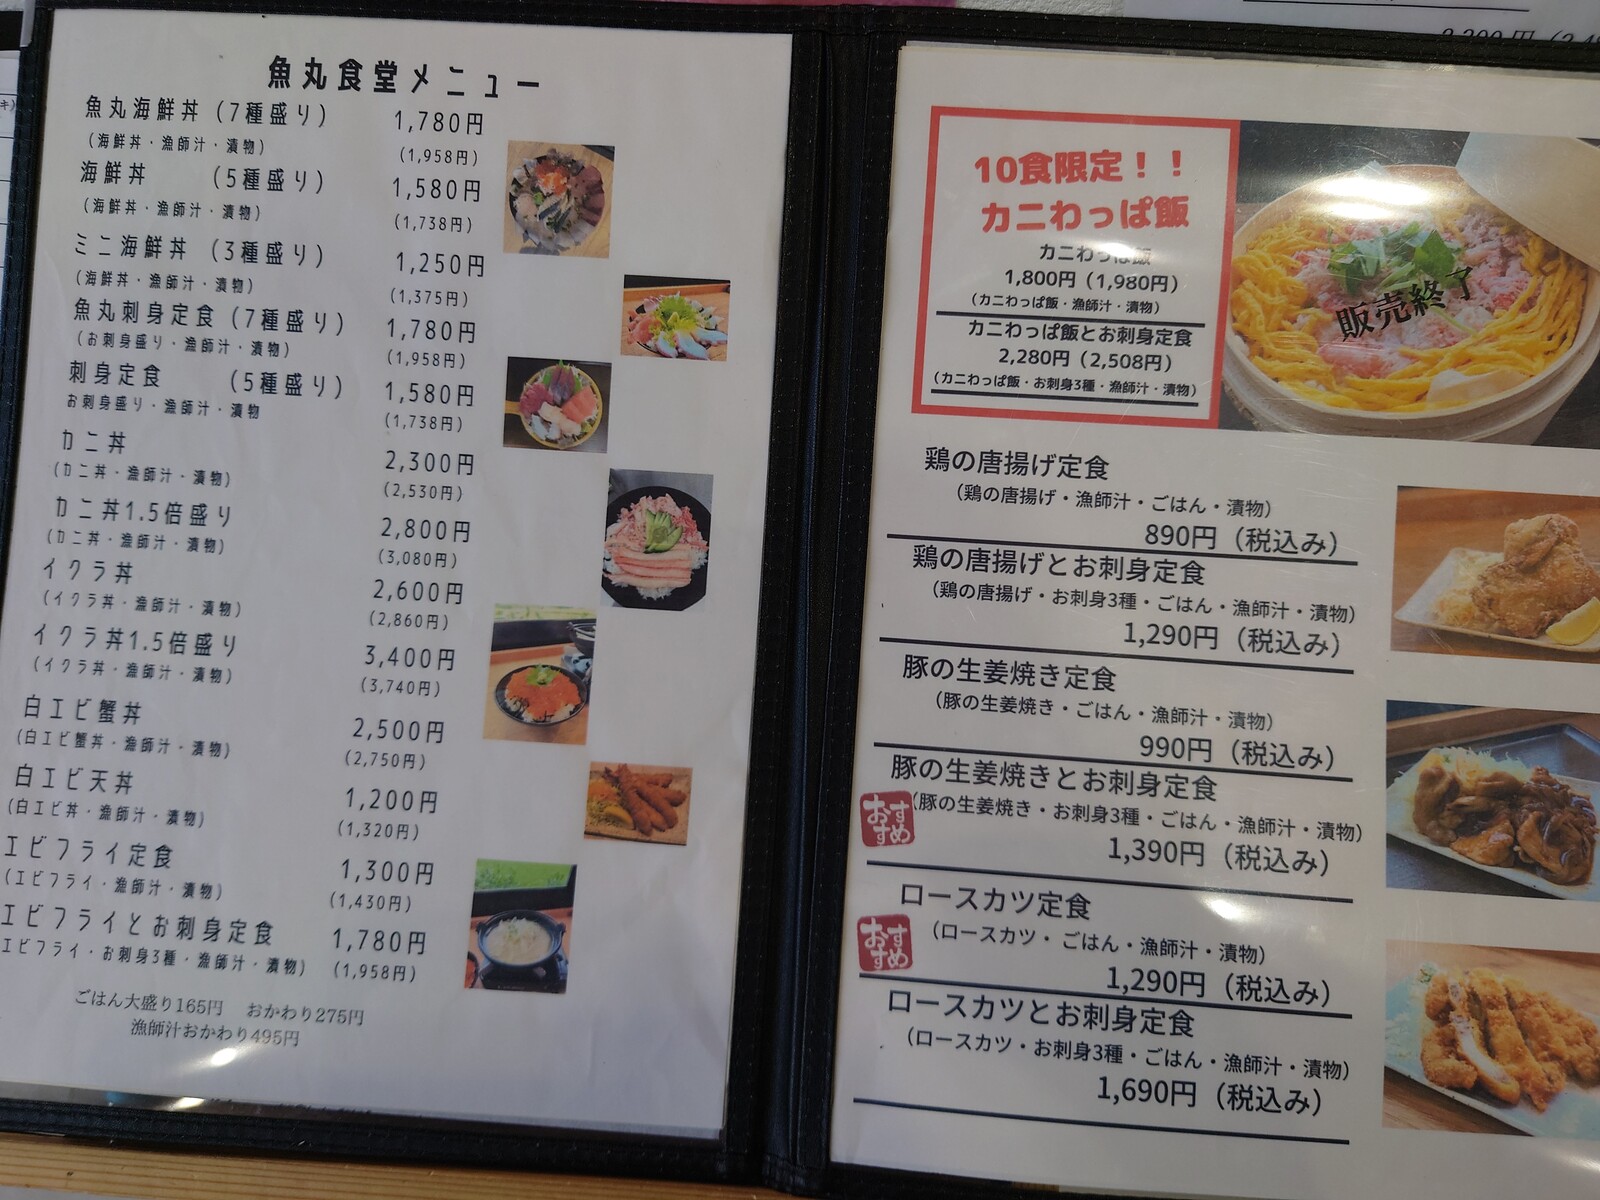 魚丸食堂メニュー
魚丸海鮮丼 (7種盛り) 1,780円
(海鮮丼・漁師汁・漬物) (1,958円)
海鮮丼 (5種盛り) 1,580円
(海鮮丼・漁師汁・漬物) (1,738円)
ミニ海鮮丼 (3種盛り) 1,250円
(海鮮丼・漁師汁・漬物) (1,375円)
魚丸刺身定食 (7種盛り) 1,780円
(お刺身盛り・漁師汁・漬物) (1,958円)
刺身定食 (5種盛り) 1,580円
お刺身盛り・漁師汁・漬物 (1,738円)
カニ丼 2,300円
(カニ丼・漁師汁・漬物) (2,530円)
カニ丼1.5倍盛り 2,800円
(カニ丼・漁師汁・漬物) (3,080円)
イクラ丼 2,600円
(イクラ丼・漁師汁・漬物) (2,860円)
イクラ丼1.5倍盛り 3,400円
(イクラ丼・漁師汁・漬物) (3,740円)
白エビ蟹丼 2,500円
(白エビ蟹丼・漁師汁・漬物) (2,750円)
白エビ天丼 1,200円
(白エビ丼・漁師汁・漬物) (1,320円)
エビフライ定食 1,300円
(エビフライ・漁師汁・漬物) (1,430円)
エビフライとお刺身定食 1,780円
エビフライ・お刺身3種・漁師汁・漬物) (1,958円)
ごはん大盛り165円 おかわり275円
漁師汁おかわり495円
10食限定！！
カニわっぱ飯
カニわっぱ飯
1,800円（1,980円）
（カニわっぱ飯・漁師汁・漬物）
カニわっぱ飯とお刺身定食
2,280円（2,508円）
（カニわっぱ飯・お刺身3種・漁師汁・漬物）
販売終了
鶏の唐揚げ定食
（鶏の唐揚げ・漁師汁・ごはん・漬物）
890円（税込み）
鶏の唐揚げとお刺身定食
（鶏の唐揚げ・お刺身3種・ごはん・漁師汁・漬物）
1,290円（税込み）
豚の生姜焼き定食
（豚の生姜焼き・ごはん・漁師汁・漬物）
990円（税込み）
豚の生姜焼きとお刺身定食
おすすめ
（豚の生姜焼き・お刺身3種・ごはん・漁師汁・漬物）
1,390円（税込み）
ロースカツ定食
おすすめ
（ロースカツ・ごはん・漁師汁・漬物）
1,290円（税込み）
ロースカツとお刺身定食
（ロースカツ・お刺身3種・ごはん・漁師汁・漬物）
1,690円（税込み）